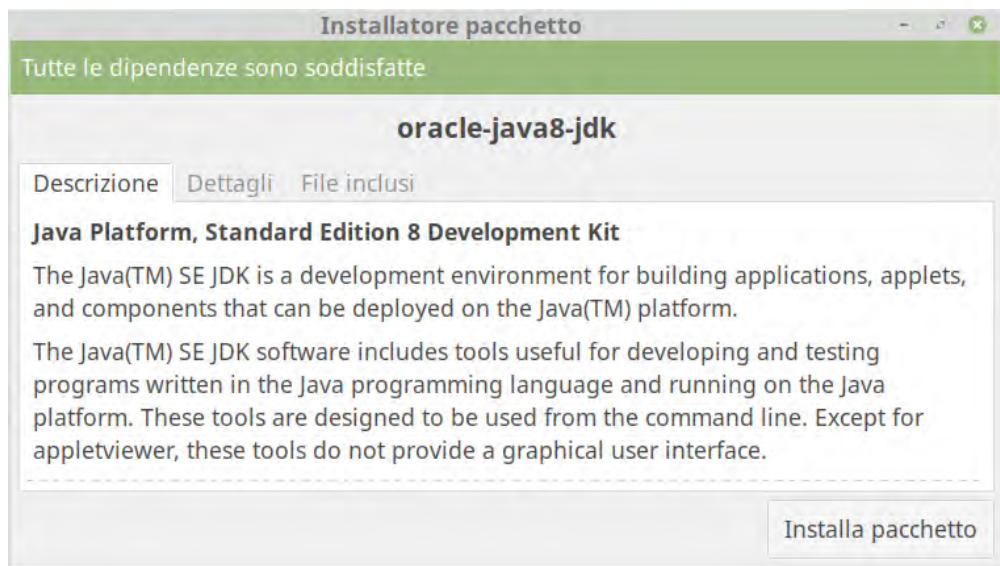 Installatore pacchetto
Tutte le dipendenze sono soddisfatte
oracle-java8-jdk
Descrizione Dettagli File inclusi
Java Platform, Standard Edition 8 Development Kit
The Java(TM) SE JDK is a development environment for building applications, applets,
and components that can be deployed on the Java(TM) platform.
The Java(TM) SE JDK software includes tools useful for developing and testing
programs written in the Java programming language and running on the Java
platform. These tools are designed to be used from the command line. Except for
appletviewer, these tools do not provide a graphical user interface.
Installa pacchetto